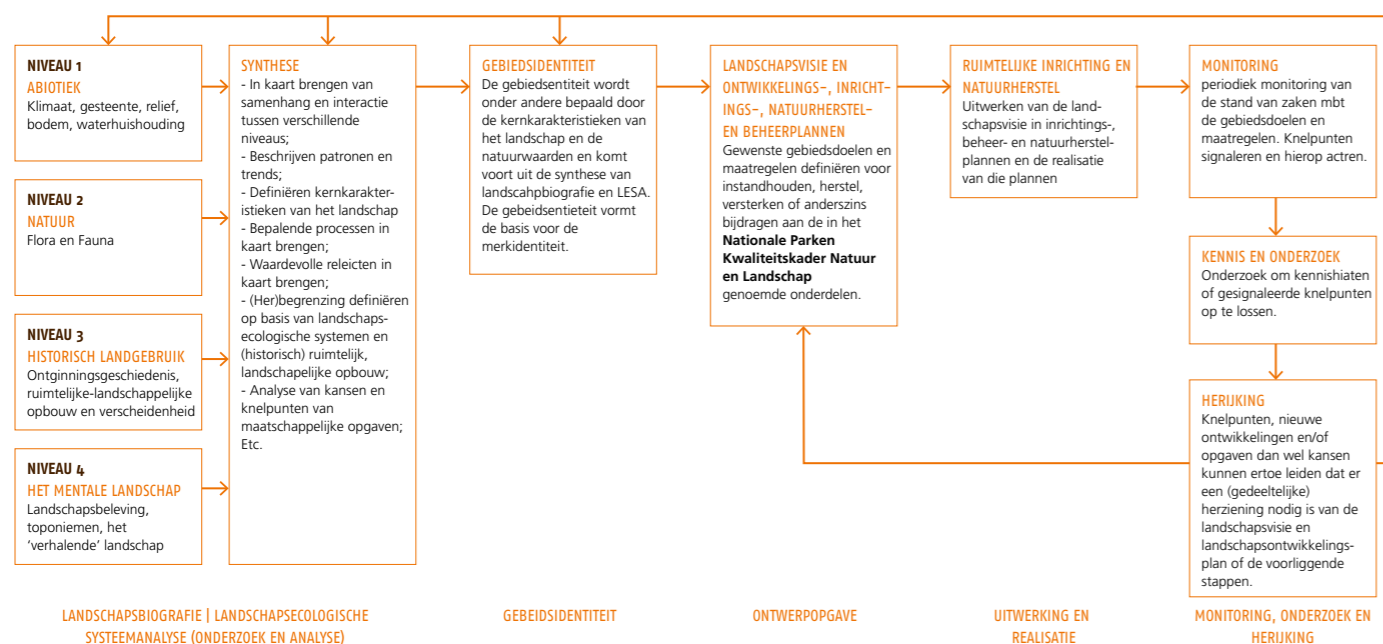 NIVEAU 1
ABIOTIEK
Klimaat, gesteente, relief,
bodem, waterhuishouding
NIVEAU 2
NATUUR
Flora en Fauna
NIVEAU 3
HISTORISCH LANDGEBRUIK
Ontginningsgeschiedenis,
ruimtelijke-landschappelijke
opbouw en verscheidenheid
NIVEAU 4
HET MENTALE LANDSCHAP
Landschapsbeleving,
toponiemen, het
‘verhalende’ landschap
SYNTHESE
- In kaart brengen van
samenhang en interactie
tussen verschillende
niveaus;
- Beschrijven patronen en
trends;
- Definiëren kernkarakter-
istieken van het landschap
- Bepalende processen in
kaart brengen;
- Waardevolle releicten in
kaart brengen;
- (Her)begrenzing definiëren
op basis van landschaps-
ecologische systemen en
(historisch) ruimtelijk,
landschapelijke opbouw;
- Analyse van kansen en
knelpunten van
maatschappelijke opgaven;
Etc.
GEBIEDSIDENTITEIT
De gebiedsentiteit wordt
onder andere bepaald door
de kernkarakteristieken van
het landschap en de
natuurwaarden en komt
voort uit de synthese van
landscahpbiografie en LESA.
De gebeidsentieteit vormt
de basis voor de
merkidentiteit.
LANDSCHAPSVISIE EN
ONTWIKKELINGS-, INRICHT-
INGS-, NATUURHERSTEL-
EN BEHEERPLANNEN
Gewenste gebiedsdoelen en
maatregelen definiëren voor
instandhouden, herstel,
versterken of anderszins
bijdragen aan de in het
Nationale Parken
Kwaliteitskader Natuur
en Landschap
genoemde onderdelen.
RUIMTELIJKE INRICHTING EN
NATUURHERSTEL
Uitwerken van de land-
schapsvisie in inrichtings-,
beheer- en natuurherstel-
plannen en de realisatie
van die plannen
MONITORING
periodiek monitoring van
de stand van zaken mbt
de gebiedsdoelen en
maatregelen. Knelpunten
signaleren en hierop actren.
KENNIS EN ONDERZOEK
Onderzoek om kennishiaten
of gesignaleerde knelpunten
op te lossen.
HERIJKING
Knelpunten, nieuwe
ontwikkelingen en/of
opgaven dan wel kansen
kunnen ertoe leiden dat er
een (gedeeltelijke)
herziening nodig is van de
landschapsvisie en
landschapsontwikkelings-
plan of de voorliggende
stappen.
LANDSCHAPSBIOGRAFIE | LANDSCHAPSECOLOGISCHE
SYSTEEMANALYSE (ONDERZOEK EN ANALYSE)
GEBEIDSIDENTITEIT
ONTWERPOPGAVE
UITWERKING EN
REALISATIE
MONITORING, ONDERZOEK EN
HERIJKING